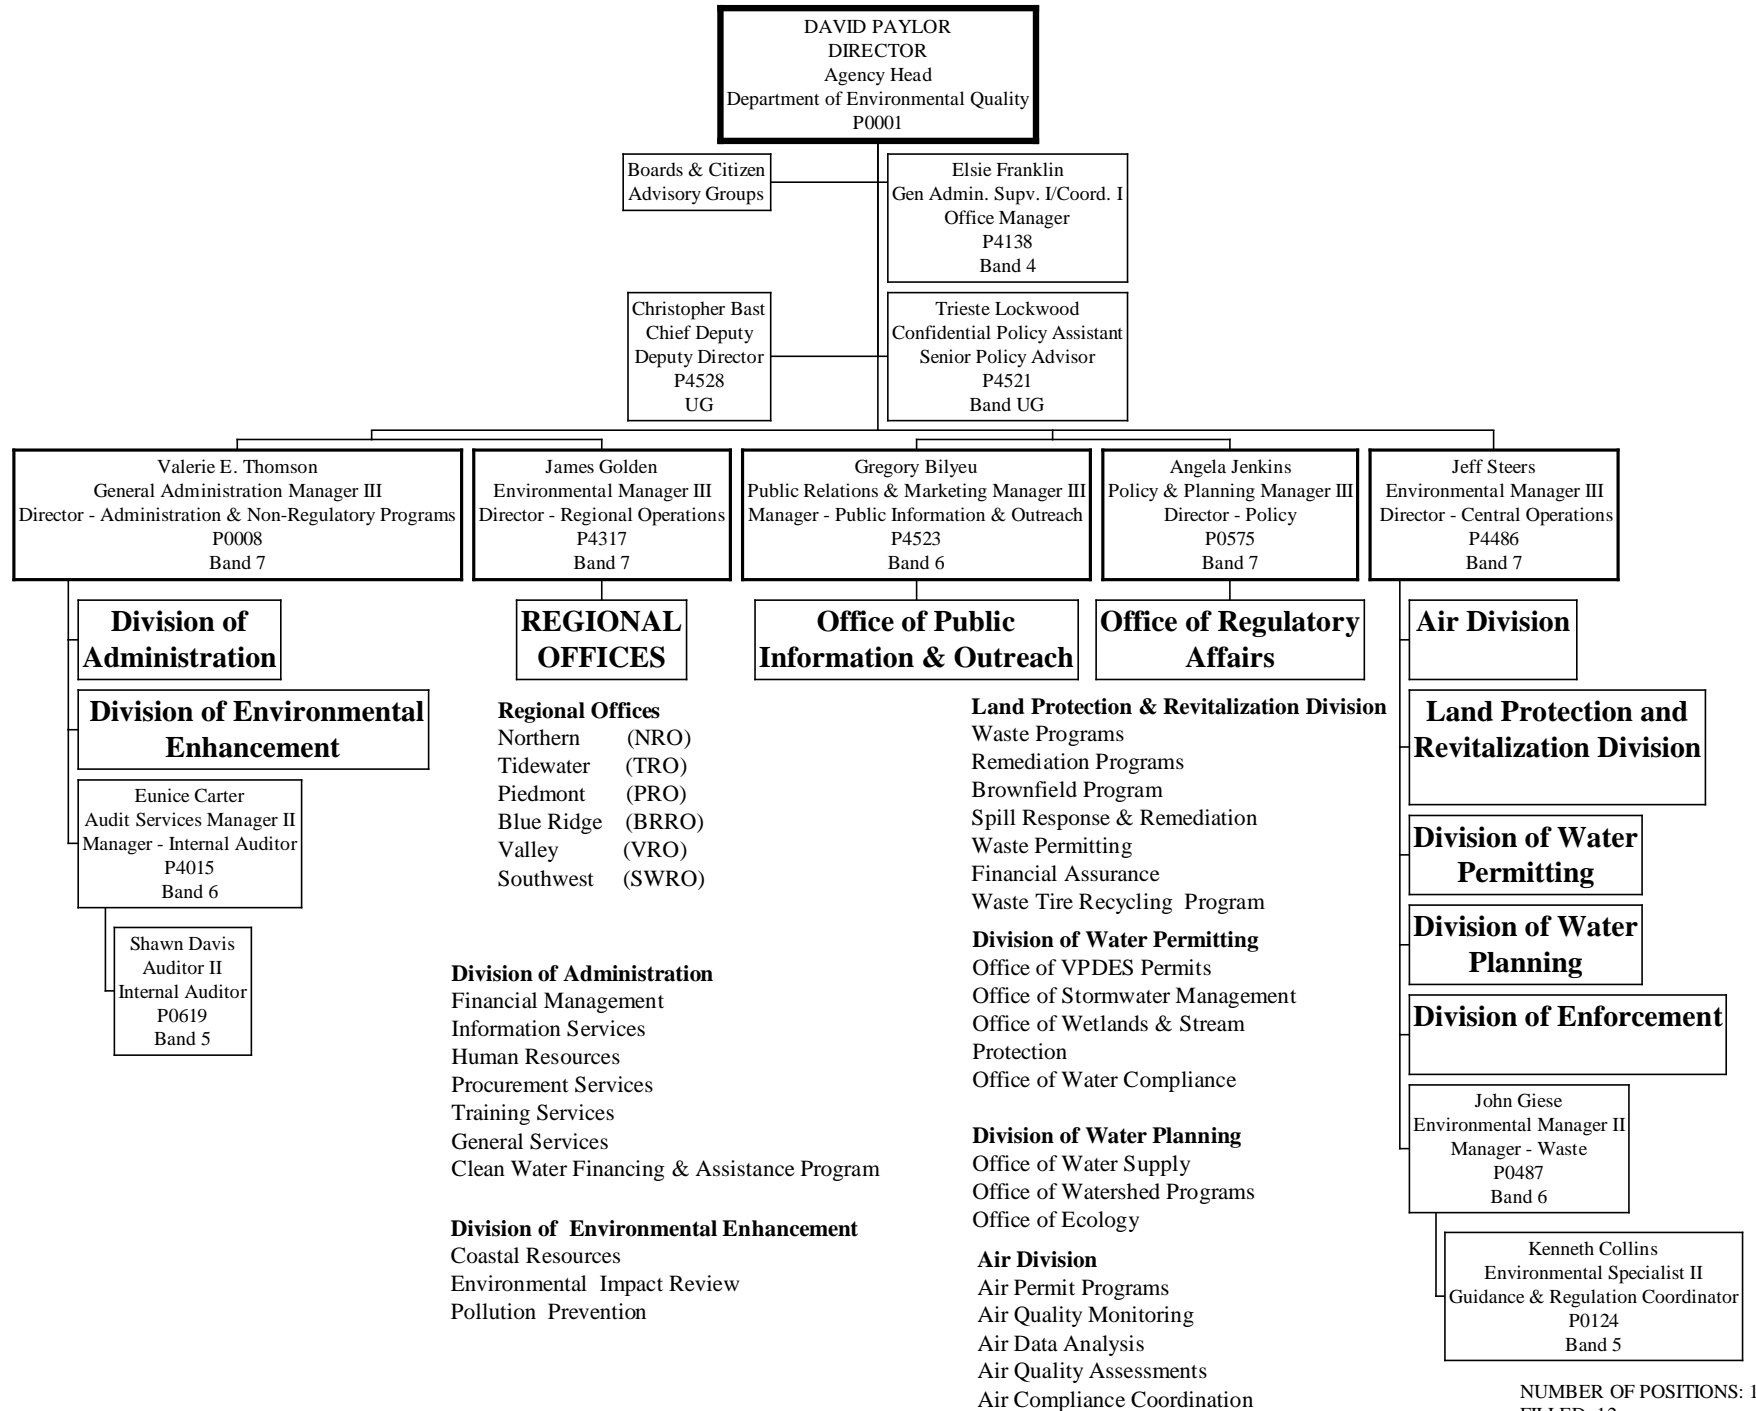 DAVID PAYLOR
DIRECTOR
Agency Head
Department of Environmental Quality
P0001
Boards & Citizen
Advisory Groups
Elsie Franklin
Gen Admin. Supv. I/Coord. I
Office Manager
P4138
Band 4
Christopher Bast
Chief Deputy
Deputy Director
P4528
UG
Trieste Lockwood
Confidential Policy Assistant
Senior Policy Advisor
P4521
Band UG
Valerie E. Thomson
General Administration Manager III
Director - Administration & Non-Regulatory Programs
P0008
Band 7
James Golden
Environmental Manager III
Director - Regional Operations
P4317
Band 7
Gregory Bilyeu
Public Relations & Marketing Manager III
Manager - Public Information & Outreach
P4523
Band 6
Angela Jenkins
Policy & Planning Manager III
Director - Policy
P0575
Band 7
Jeff Steers
Environmental Manager III
Director - Central Operations
P4486
Band 7
Division of
Administration
Division of Environmental
Enhancement
Eunice Carter
Audit Services Manager II
Manager - Internal Auditor
P4015
Band 6
Shawn Davis
Auditor II
Internal Auditor
P0619
Band 5
REGIONAL
OFFICES
Regional Offices
Northern (NRO)
Tidewater (TRO)
Piedmont (PRO)
Blue Ridge (BRRO)
Valley (VRO)
Southwest (SWRO)
Division of Administration
Financial Management
Information Services
Human Resources
Procurement Services
Training Services
General Services
Clean Water Financing & Assistance Program
Division of Environmental Enhancement
Coastal Resources
Environmental Impact Review
Pollution Prevention
Office of Public
Information & Outreach
Office of Regulatory
Affairs
Land Protection & Revitalization Division
Waste Programs
Remediation Programs
Brownfield Program
Spill Response & Remediation
Waste Permitting
Financial Assurance
Waste Tire Recycling Program
Division of Water Permitting
Office of VPDES Permits
Office of Stormwater Management
Office of Wetlands & Stream
Protection
Office of Water Compliance
Division of Water Planning
Office of Water Supply
Office of Watershed Programs
Office of Ecology
Air Division
Air Permit Programs
Air Quality Monitoring
Air Data Analysis
Air Quality Assessments
Air Compliance Coordination
Air Division
Land Protection and
Revitalization Division
Division of Water
Permitting
Division of Water
Planning
Division of Enforcement
John Giese
Environmental Manager II
Manager - Waste
P0487
Band 6
Kenneth Collins
Environmental Specialist II
Guidance & Regulation Coordinator
P0124
Band 5
NUMBER OF POSITIONS: 1